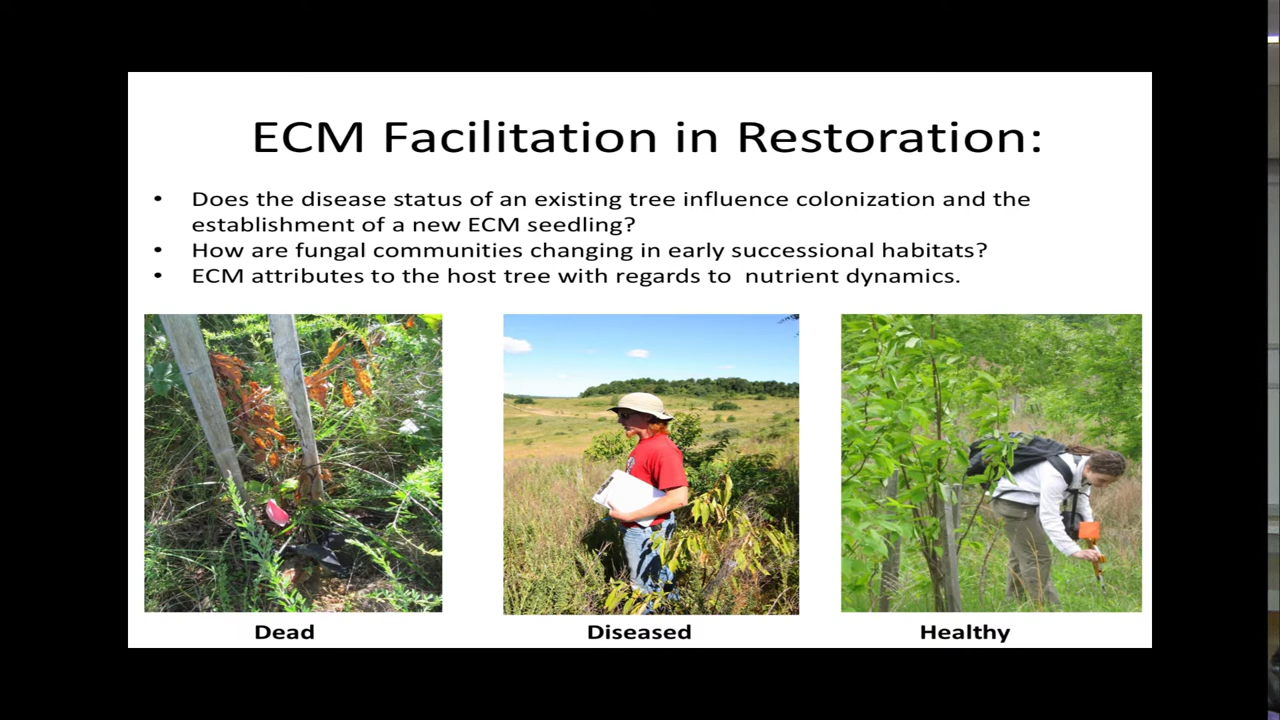 ECM Facilitation in Restoration:
• Does the disease status of an existing tree influence colonization and the
establishment of a new ECM seedling?
• How are fungal communities changing in early successional habitats?
• ECM attributes to the host tree with regards to  nutrient dynamics.
Dead
Diseased
Healthy